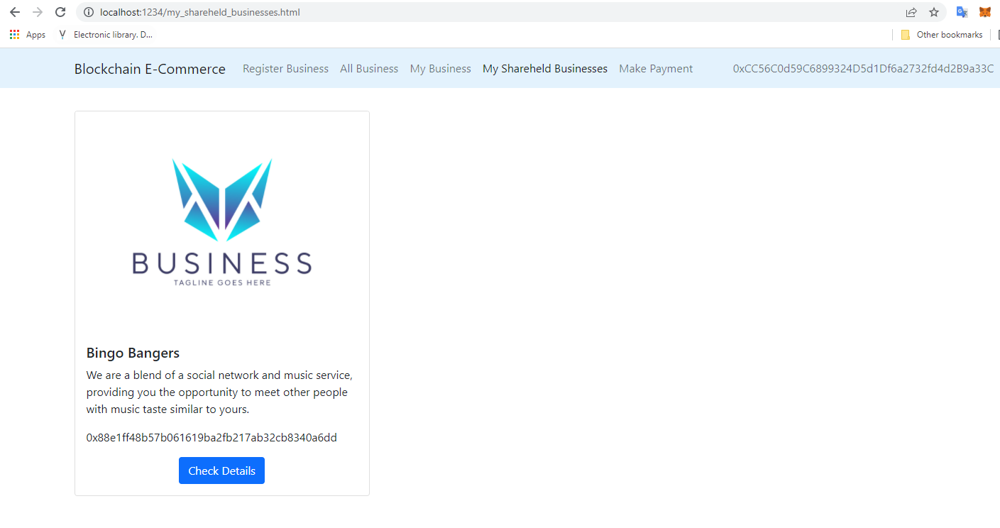 localhost:1234/my_shareheld_businesses.html
Apps Electronic library. D... Other bookmarks
Blockchain E-Commerce Register Business All Business My Business My Shareheld Businesses Make Payment 0xCC56C0d59C6899324D5d1Df6a2732fd4d2B9a33C
BUSINESS
TAGLINE GOES HERE
Bingo Bangers
We are a blend of a social network and music service,
providing you the opportunity to meet other people
with music taste similar to yours.
0x88e1ff48b57b061619ba2fb217ab32cb8340a6dd
Check Details